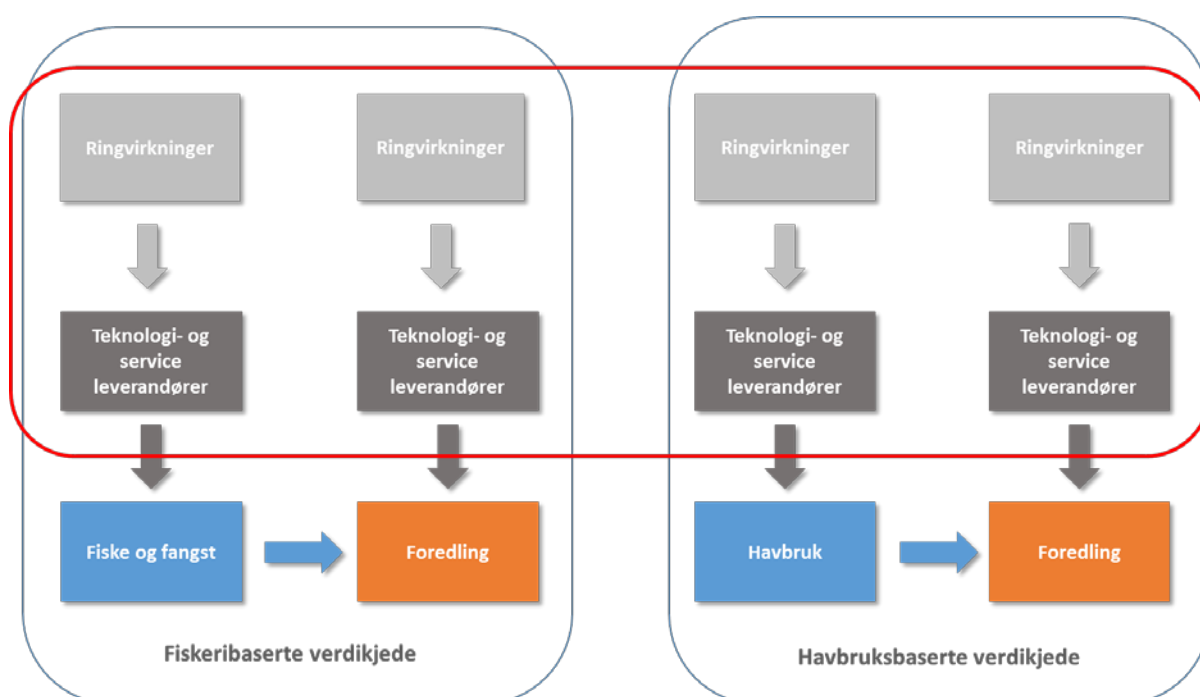 Ringvirkninger
Ringvirkninger
Ringvirkninger
Ringvirkninger
Teknologi- og
service
leverandører
Teknologi- og
service
leverandører
Teknologi- og
service
leverandører
Teknologi- og
service
leverandører
Fiske og fangst
Foredling
Havbruk
Foredling
Fiskeribaserte verdikjede
Havbruksbaserte verdikjede